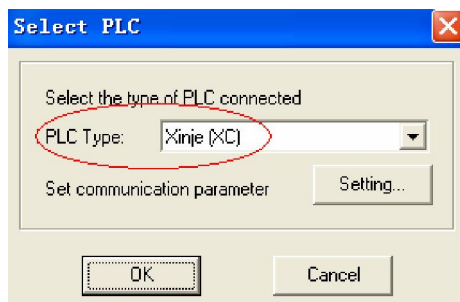 Select PLC
Select the type of PLC connected
PLC Type: Xinje (XC)
Set communication parameter Setting...
OK Cancel